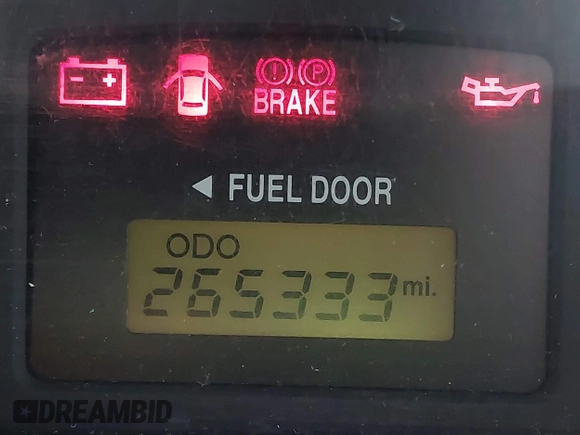 BRAKE
◄ FUEL DOOR
ODO
265333 mi.
DREAMBID